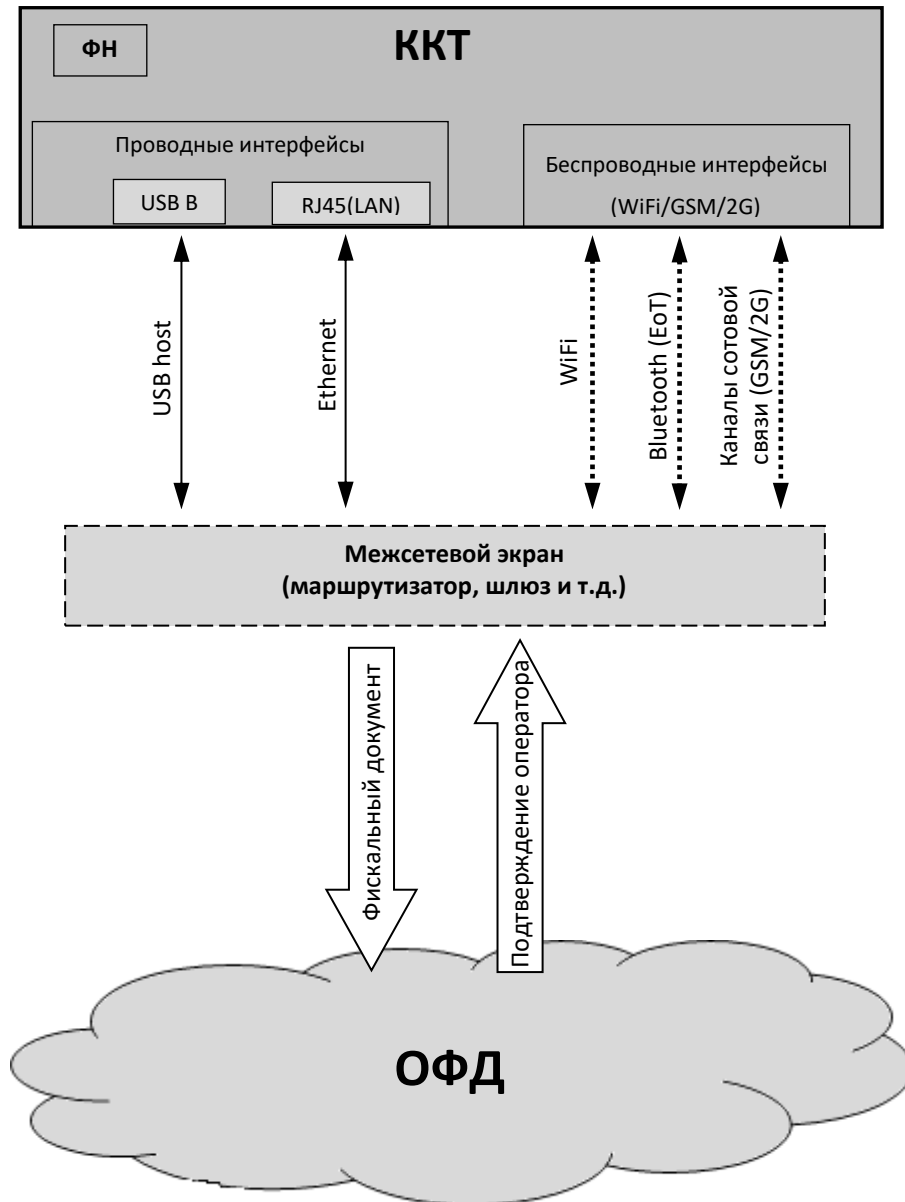 ККТ
ФН
Проводные интерфейсы
USB B
RJ45(LAN)
Беспроводные интерфейсы
(WiFi/GSM/2G)
USB host
Ethernet
WiFi
Bluetooth (EoT)
Каналы сотовой
связи (GSM/2G)
Межсетевой экран
(маршрутизатор, шлюз и т.д.)
Фискальный документ
Подтверждение оператора
ОФД